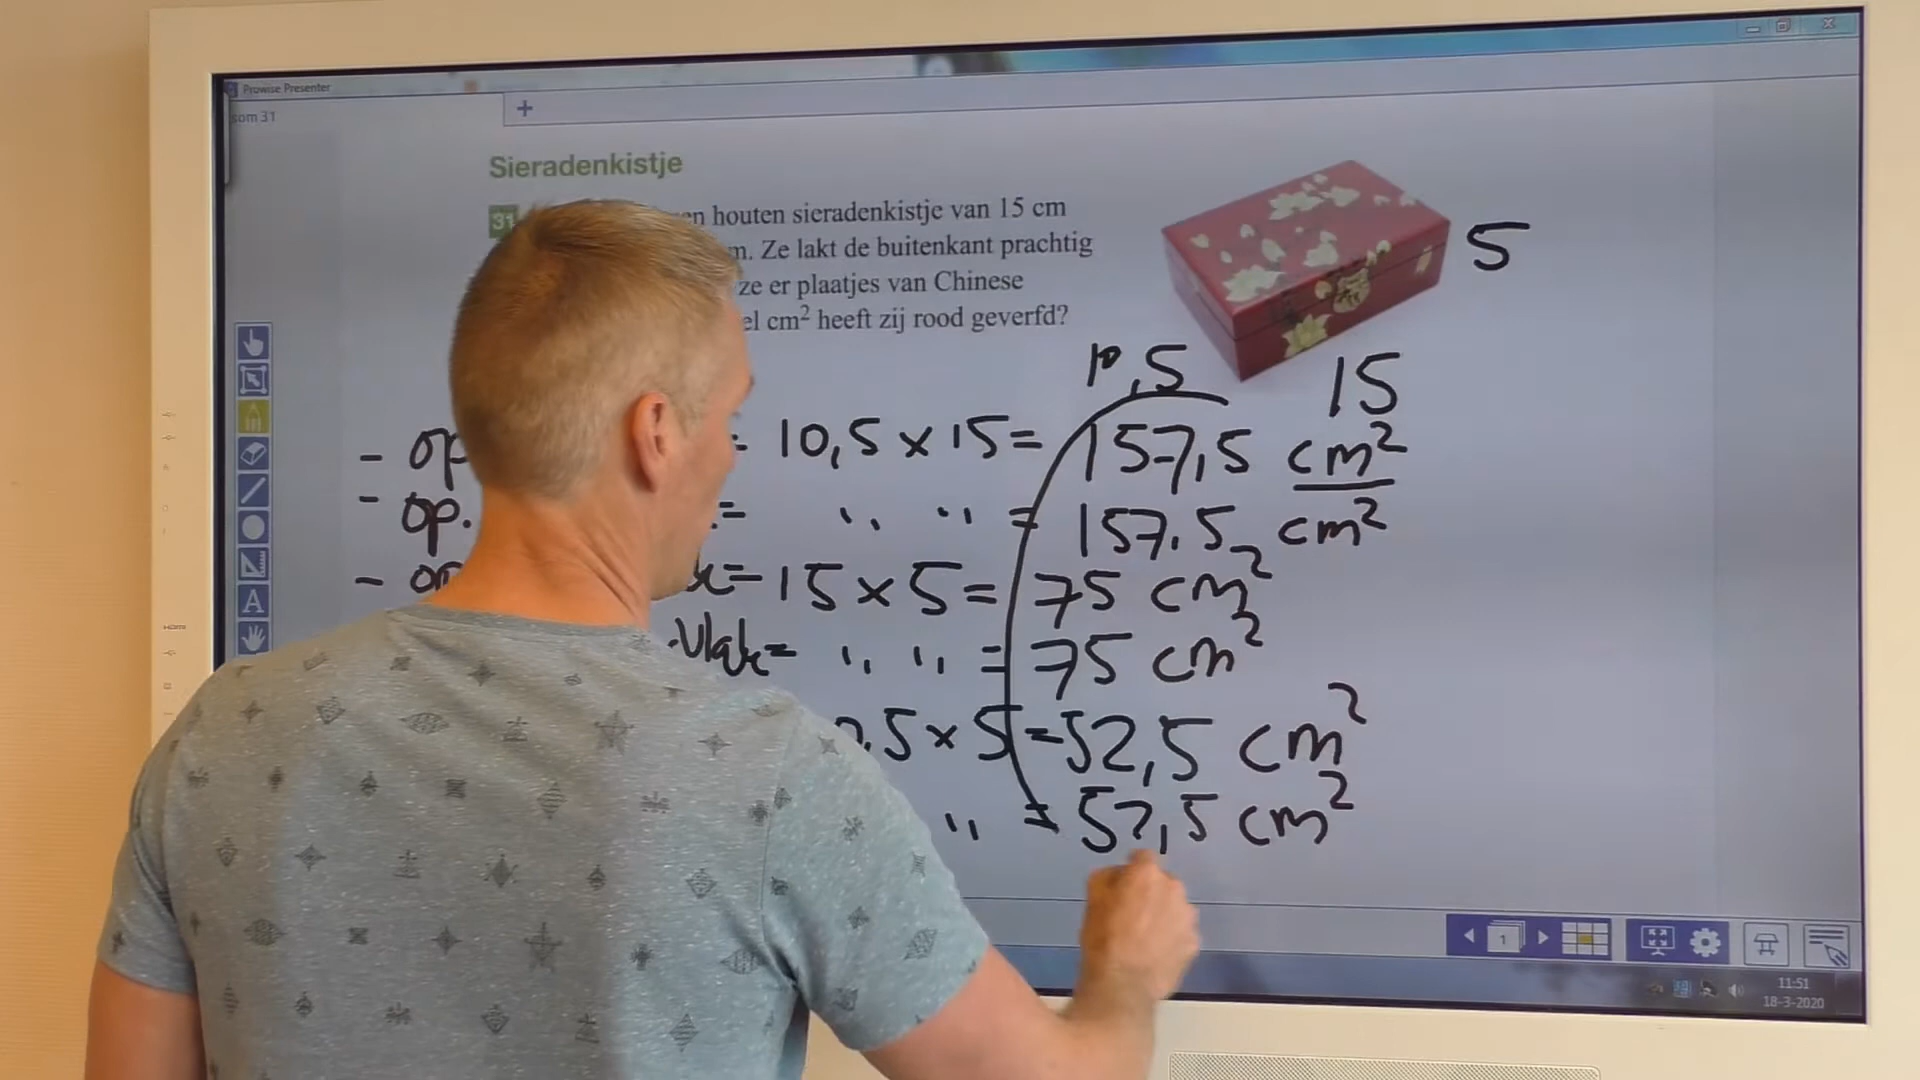 Prowise Presenter
som 31
+
Sieradenkistje
31 en houten sieradenkistje van 15 cm
m. Ze lakt de buitenkant prachtig
ze er plaatjes van Chinese
el cm² heeft zij rood geverfd?
5
10,5
15
- op = 10,5 x 15 = 157,5 cm²
- op. = " " = 157,5 cm²
- op k = 15 x 5 = 75 cm²
.vlak = " " = 75 cm²
,5 x 5 = 52,5 cm²
" = 52,5 cm²
A
1
11:51
18-3-2020